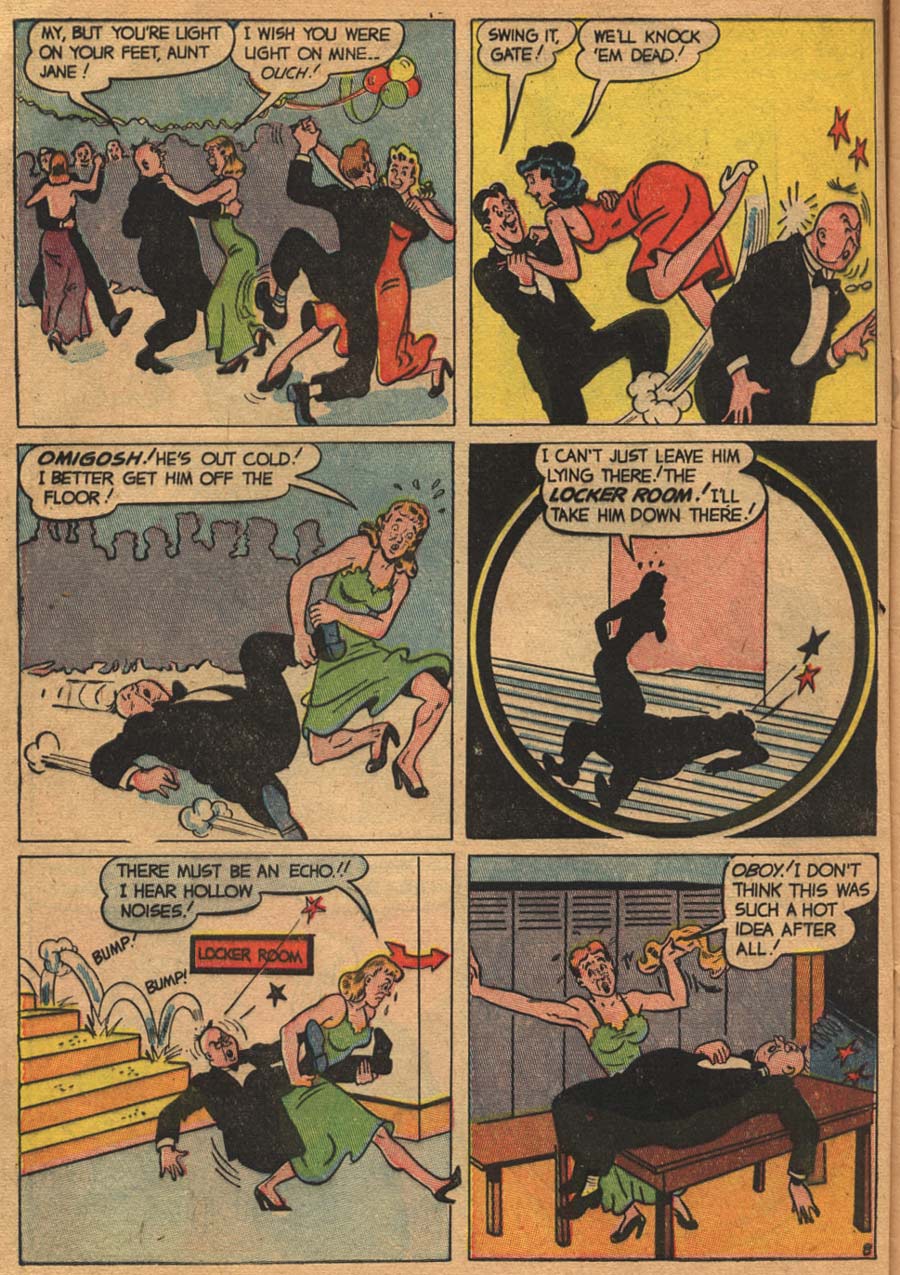 MY, BUT YOU'RE LIGHT
ON YOUR FEET, AUNT
JANE!
I WISH YOU WERE
LIGHT ON MINE...
OUCH!
SWING IT,
GATE!
WE'LL KNOCK
'EM DEAD!
OMIGOSH! HE'S OUT COLD!
I BETTER GET HIM OFF THE
FLOOR!
I CAN'T JUST LEAVE HIM
LYING THERE! THE
LOCKER ROOM! I'LL
TAKE HIM DOWN THERE!
THERE MUST BE AN ECHO!!
I HEAR HOLLOW
NOISES!
BUMP!
BUMP!
LOCKER ROOM
OBOY! I DON'T
THINK THIS WAS
SUCH A HOT
IDEA AFTER
ALL!
8